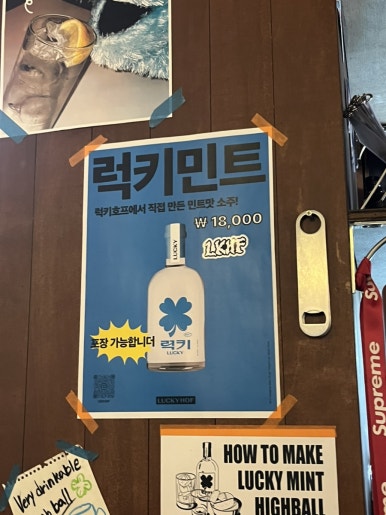 럭키민트
럭키호프에서 직접 만든 민트맛 소주!
₩ 18,000
LUCKY
럭키
LUCKY
포장 가능합니더
LUCKY HOF
Supreme
Very drinkable
ball
HOW TO MAKE
LUCKY MINT
HIGHBALL